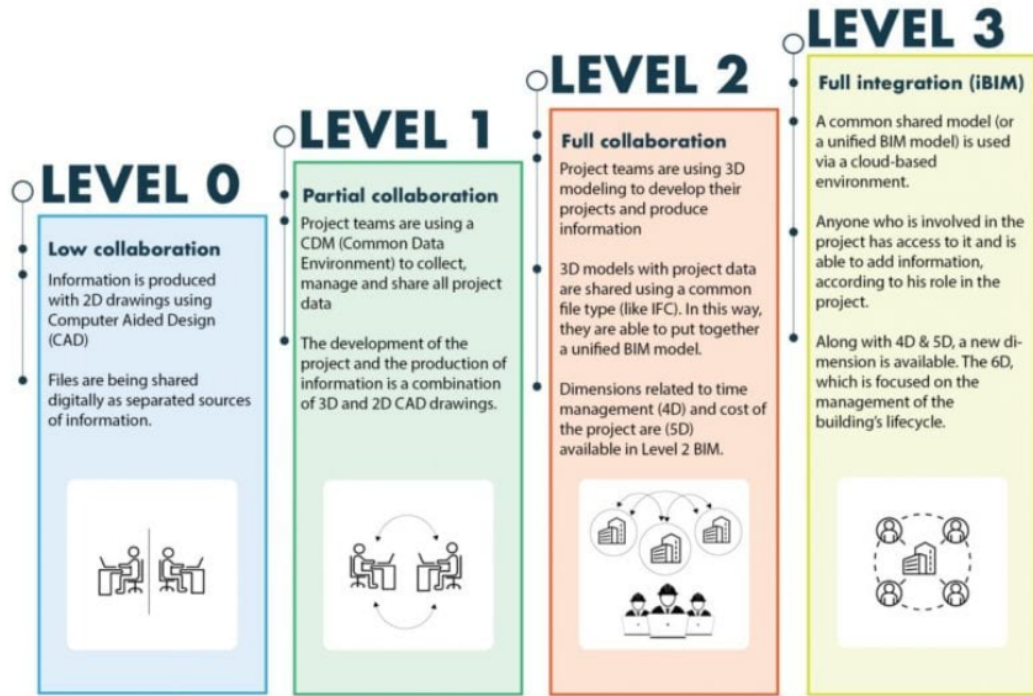 LEVEL 0
Low collaboration
Information is produced
with 2D drawings using
Computer Aided Design
(CAD)
Files are being shared
digitally as separated sources
of information.
LEVEL 1
Partial collaboration
Project teams are using a
CDM (Common Data
Environment) to collect,
manage and share all project
data
The development of the
project and the production of
information is a combination
of 3D and 2D CAD drawings.
LEVEL 2
Full collaboration
Project teams are using 3D
modeling to develop their
projects and produce
information
3D models with project data
are shared using a common
file type (like IFC). In this way,
they are able to put together
a unified BIM model.
Dimensions related to time
management (4D) and cost of
the project are (5D)
available in Level 2 BIM.
LEVEL 3
Full integration (iBIM)
A common shared model (or
a unified BIM model) is used
via a cloud-based
environment.
Anyone who is involved in the
project has access to it and is
able to add information,
according to his role in the
project.
Along with 4D & 5D, a new di-
mension is available. The 6D,
which is focused on the
management of the
building's lifecycle.